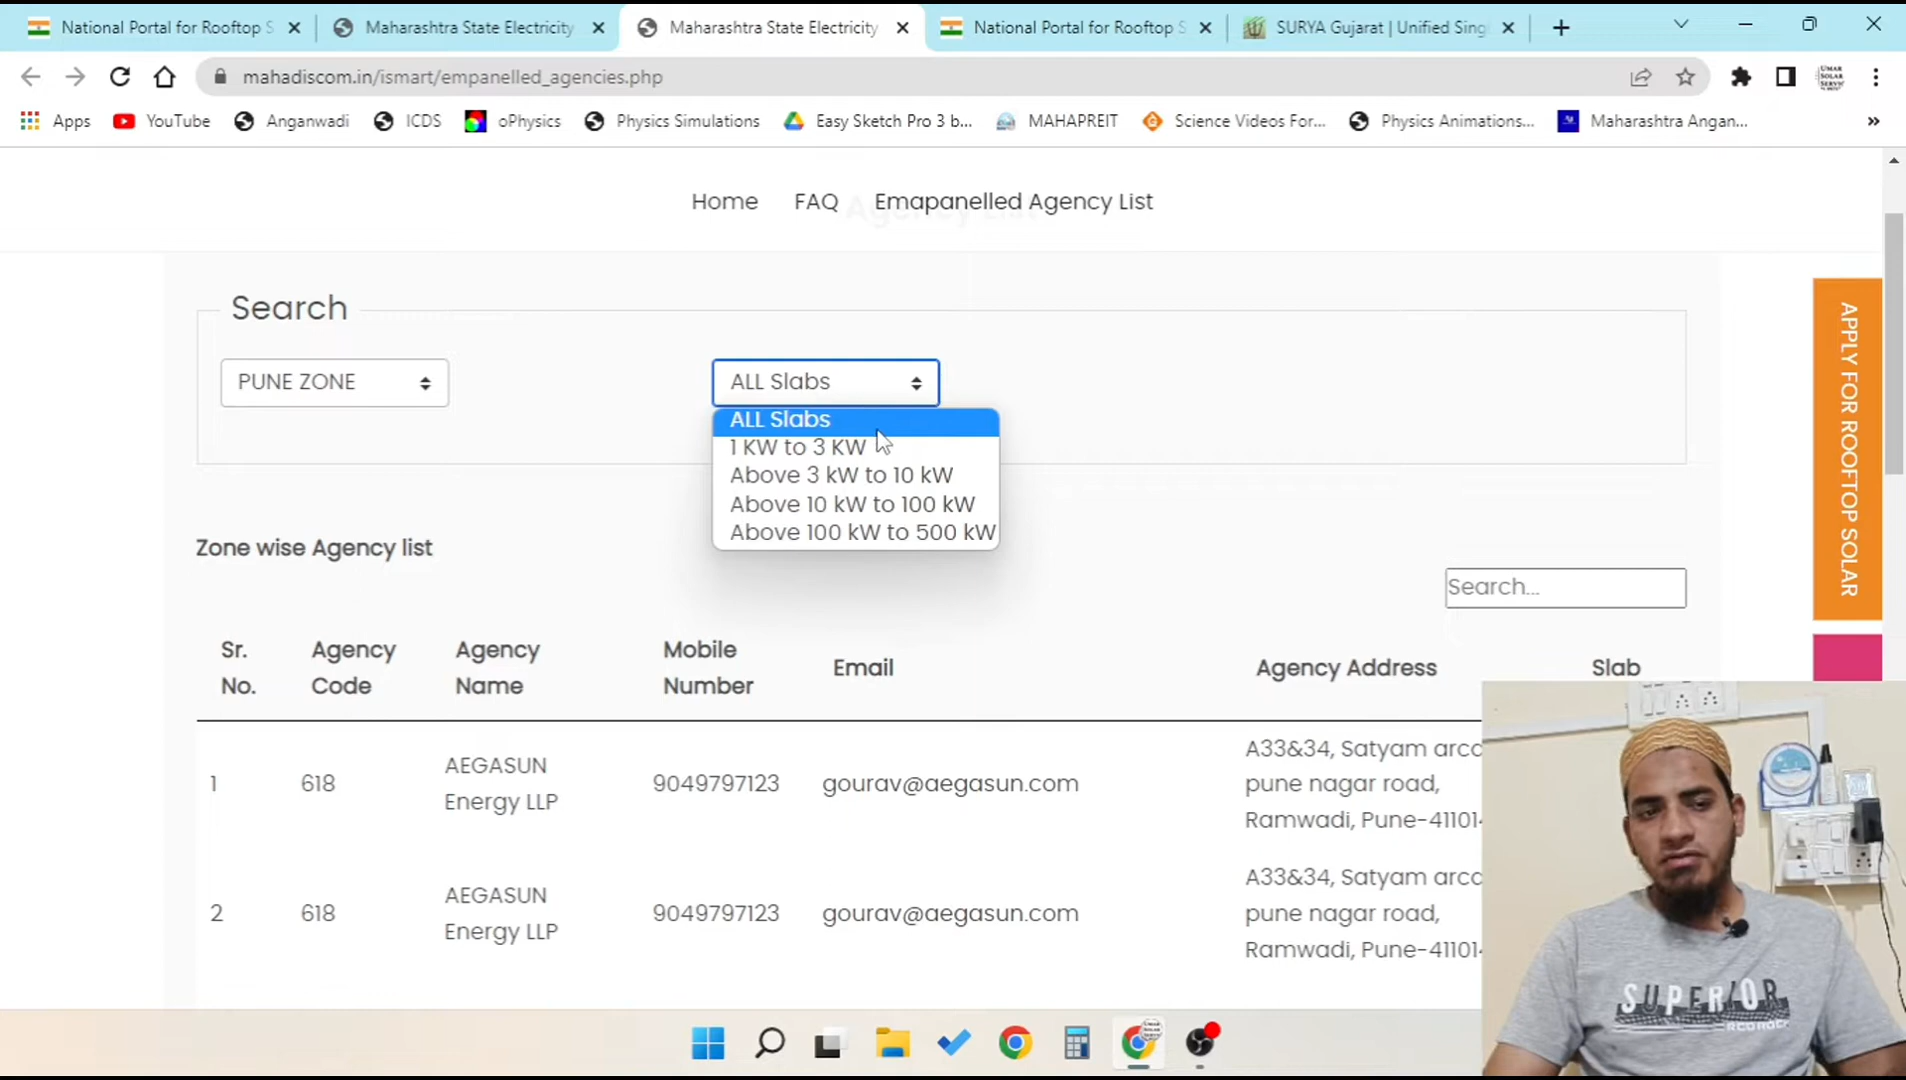 National Portal for Rooftop S
Maharashtra State Electricity
Maharashtra State Electricity
National Portal for Rooftop S
SURYA Gujarat | Unified Sing
mahadiscom.in/ismart/empanelled_agencies.php
UMAR SOLAR SERVIC
Apps
YouTube
Anganwadi
ICDS
oPhysics
Physics Simulations
Easy Sketch Pro 3 b...
MAHAPREIT
Science Videos For...
Physics Animations...
Maharashtra Angan...
»
Home FAQ Emapanelled Agency List
Search
PUNE ZONE
ALL Slabs
ALL Slabs
1 KW to 3 KW
Above 3 kW to 10 kW
Above 10 kW to 100 kW
Above 100 kW to 500 kW
APPLY FOR ROOFTOP SOLAR
Zone wise Agency list
Search...
Sr. No. Agency Code Agency Name Mobile Number Email Agency Address Slab
1 618 AEGASUN Energy LLP 9049797123 gourav@aegasun.com A33&34, Satyam arca pune nagar road, Ramwadi, Pune-411014
2 618 AEGASUN Energy LLP 9049797123 gourav@aegasun.com A33&34, Satyam arca pune nagar road, Ramwadi, Pune-411014
SUPERIOR